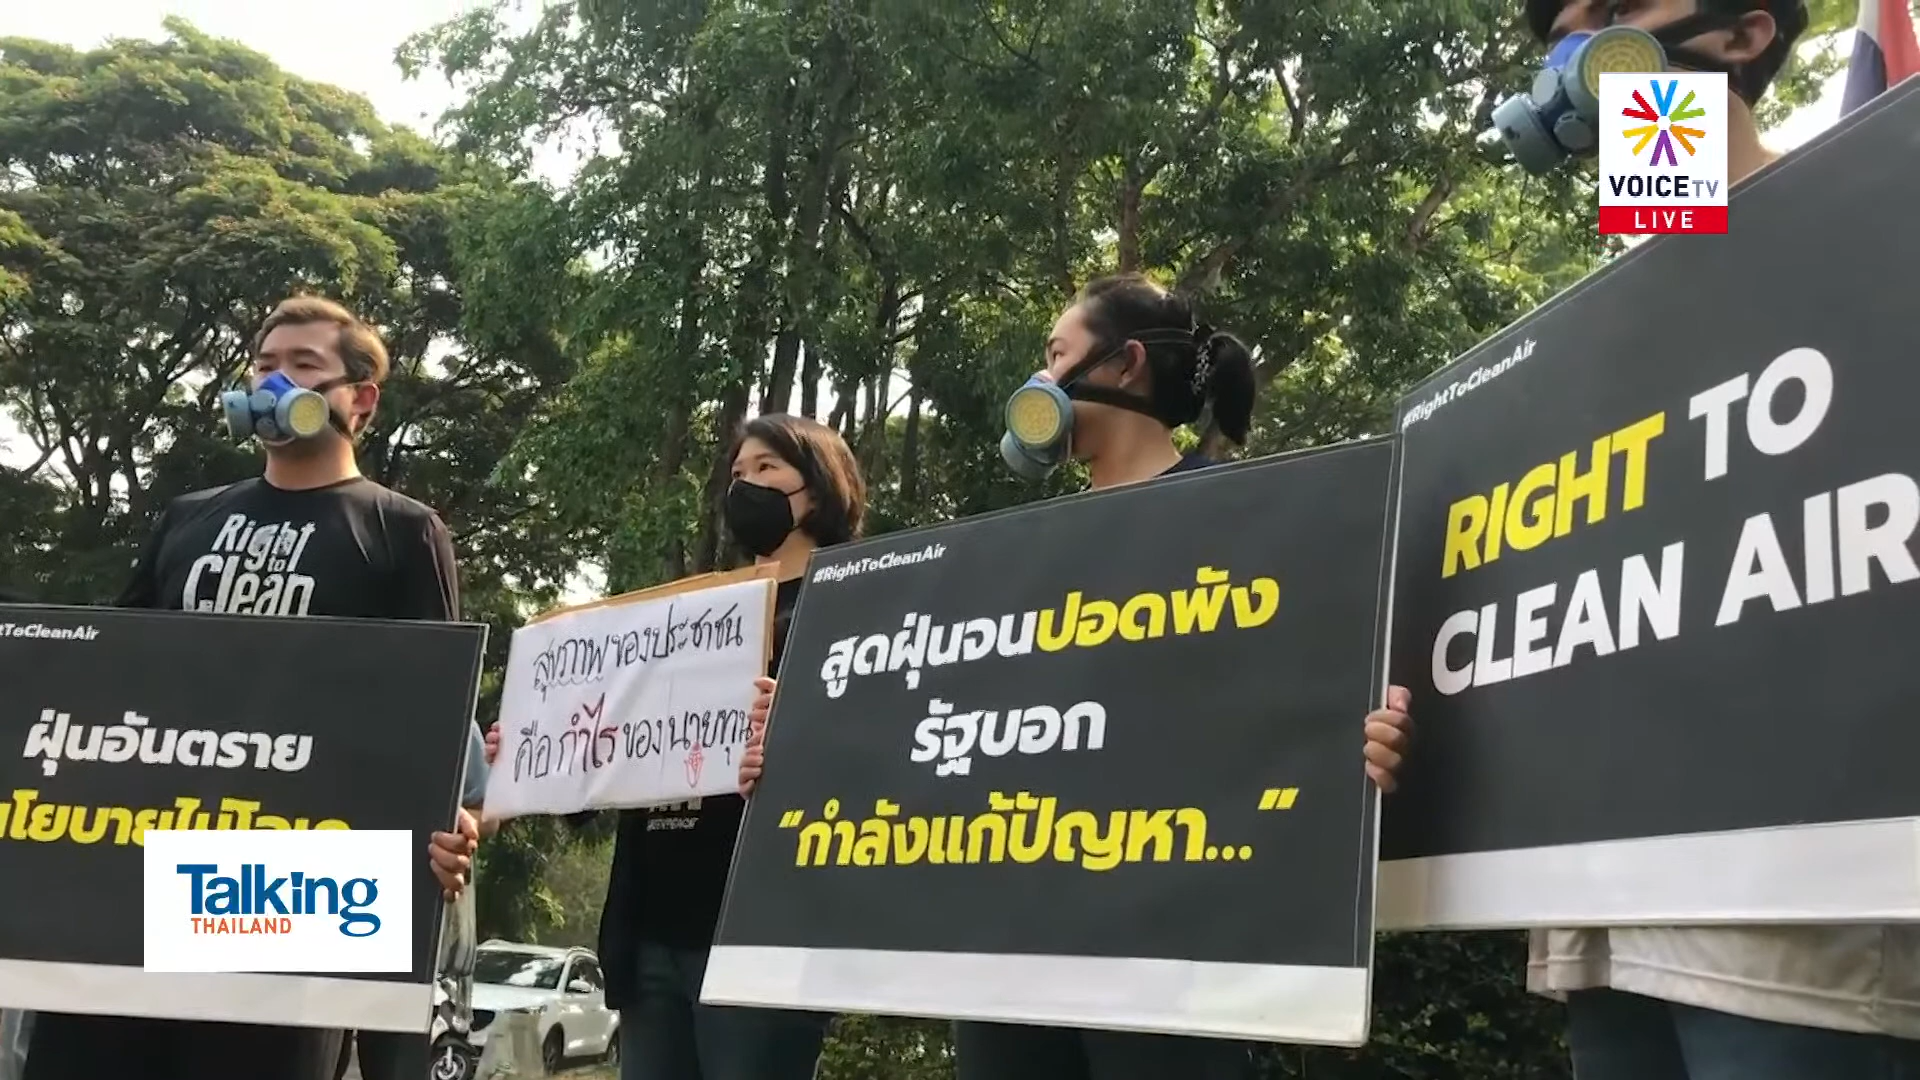 VOICE TV
LIVE
#RightToCleanAir
RIGHT TO
CLEAN AIR
#RightToCleanAir
สูดฝุ่นจนปอดพัง
รัฐบอก
“กำลังแก้ปัญหา...”
สุขภาพของประชาชน
คือกำไรของนายทุน
Right
to
Clean
ToCleanAir
ฝุ่นอันตราย
GREENPEACE
Talking
THAILAND